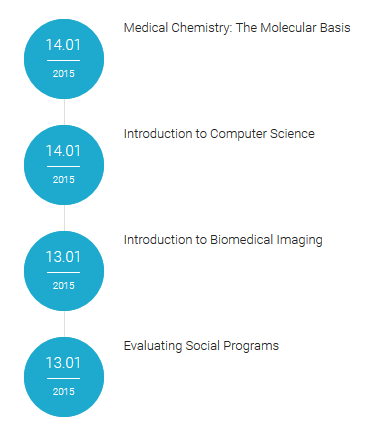 14.01
2015
Medical Chemistry: The Molecular Basis
14.01
2015
Introduction to Computer Science
13.01
2015
Introduction to Biomedical Imaging
13.01
2015
Evaluating Social Programs